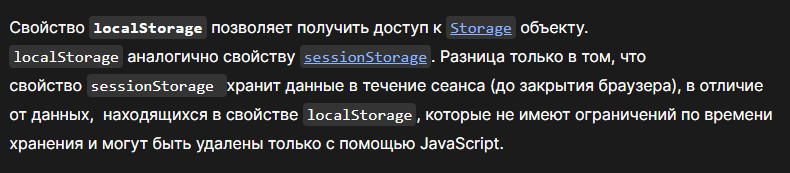 Свойство localStorage позволяет получить доступ к Storage объекту.
localStorage аналогично свойству sessionStorage. Разница только в том, что
свойство sessionStorage хранит данные в течение сеанса (до закрытия браузера), в отличие
от данных, находящихся в свойстве localStorage, которые не имеют ограничений по времени
хранения и могут быть удалены только с помощью JavaScript.